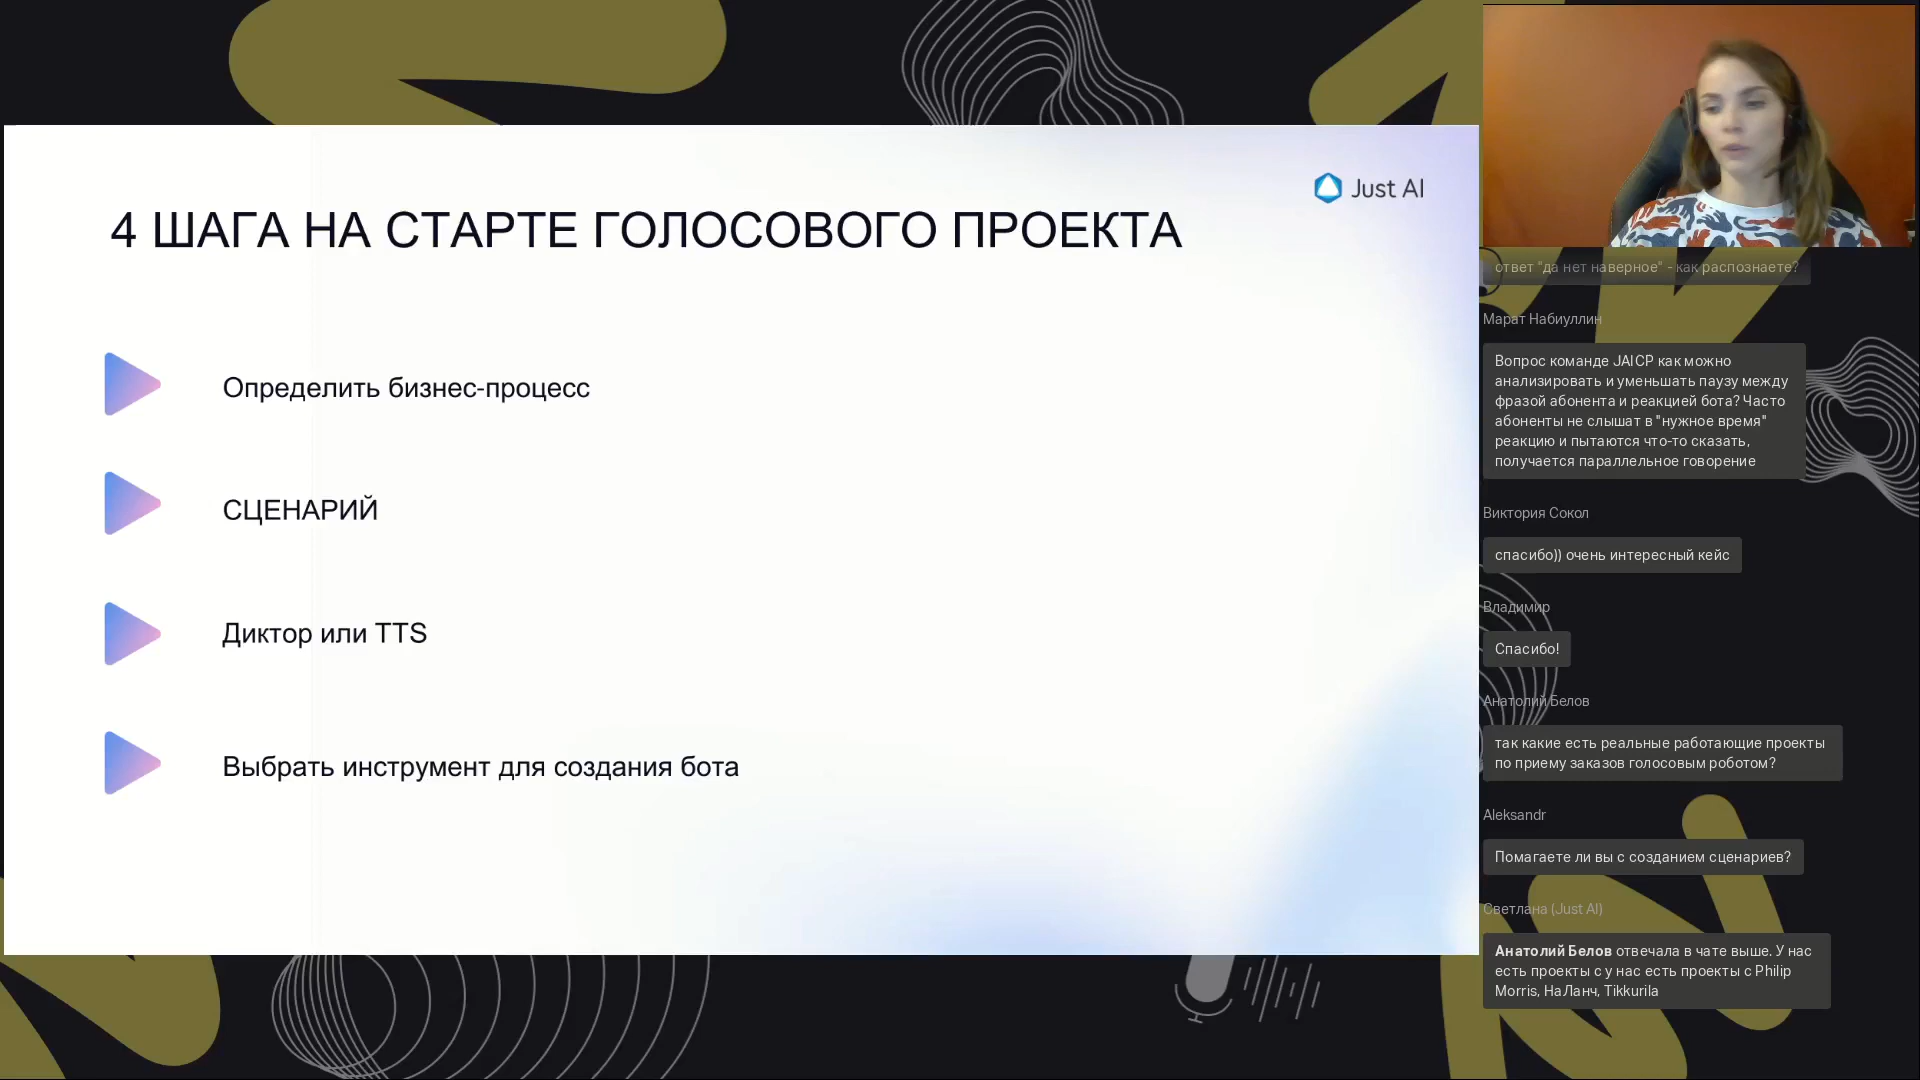 Just AI
4 ШАГА НА СТАРТЕ ГОЛОСОВОГО ПРОЕКТА
Определить бизнес-процесс
СЦЕНАРИЙ
Диктор или TTS
Выбрать инструмент для создания бота
ответ "да нет наверное" - как распознаете?
Марат Набиуллин
Вопрос команде JAICP как можно
анализировать и уменьшать паузу между
фразой абонента и реакцией бота? Часто
абоненты не слышат в "нужное время"
реакцию и пытаются что-то сказать,
получается параллельное говорение
Виктория Сокол
спасибо)) очень интересный кейс
Владимир
Спасибо!
Анатолий Белов
так какие есть реальные работающие проекты
по приему заказов голосовым роботом?
Aleksandr
Помагаете ли вы с созданием сценариев?
Светлана (Just AI)
Анатолий Белов отвечала в чате выше. У нас
есть проекты с у нас есть проекты с Philip
Morris, НаЛанч, Tikkurila